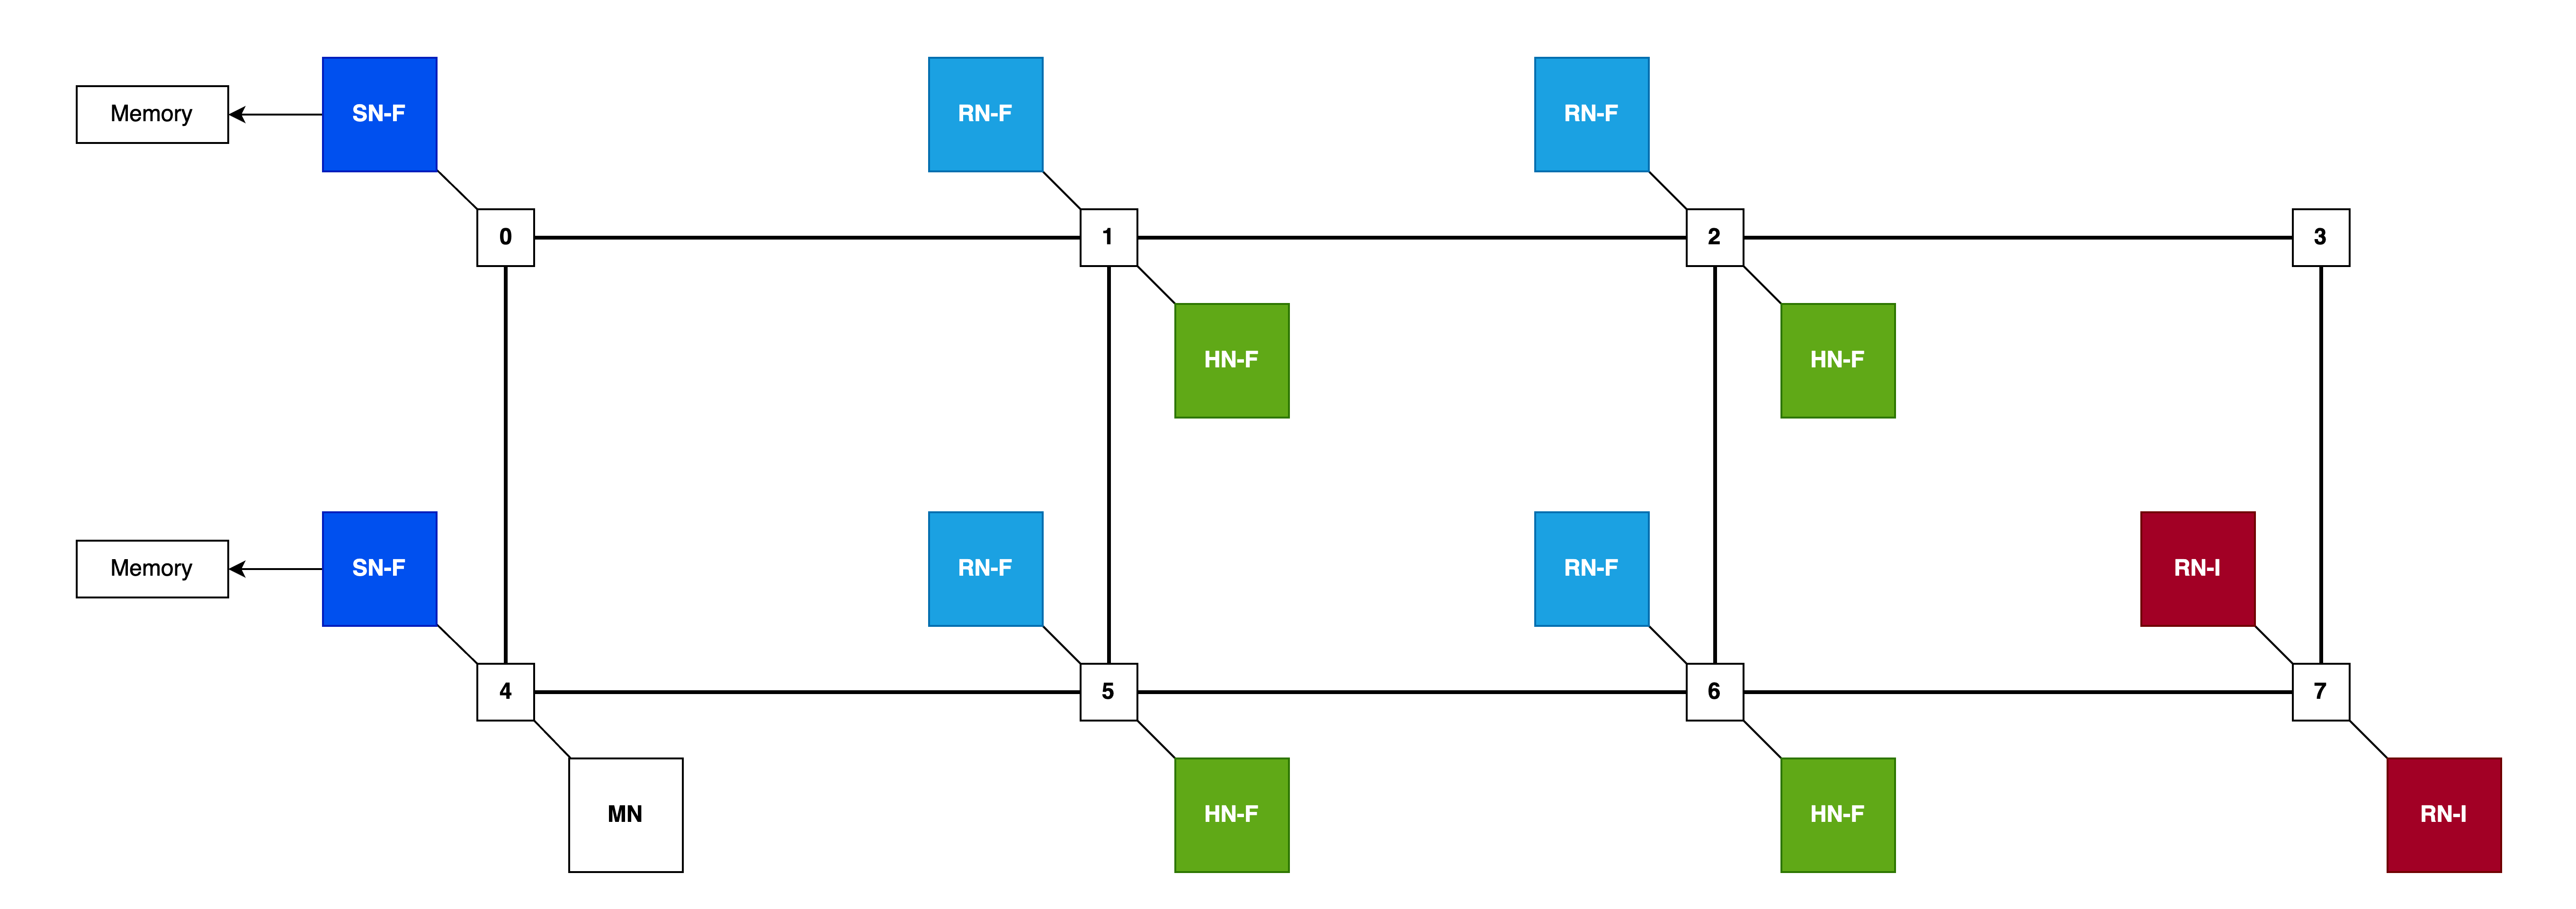 Memory
SN-F
RN-F
RN-F
0
1
2
3
HN-F
HN-F
Memory
SN-F
RN-F
RN-F
RN-I
4
5
6
7
MN
HN-F
HN-F
RN-I